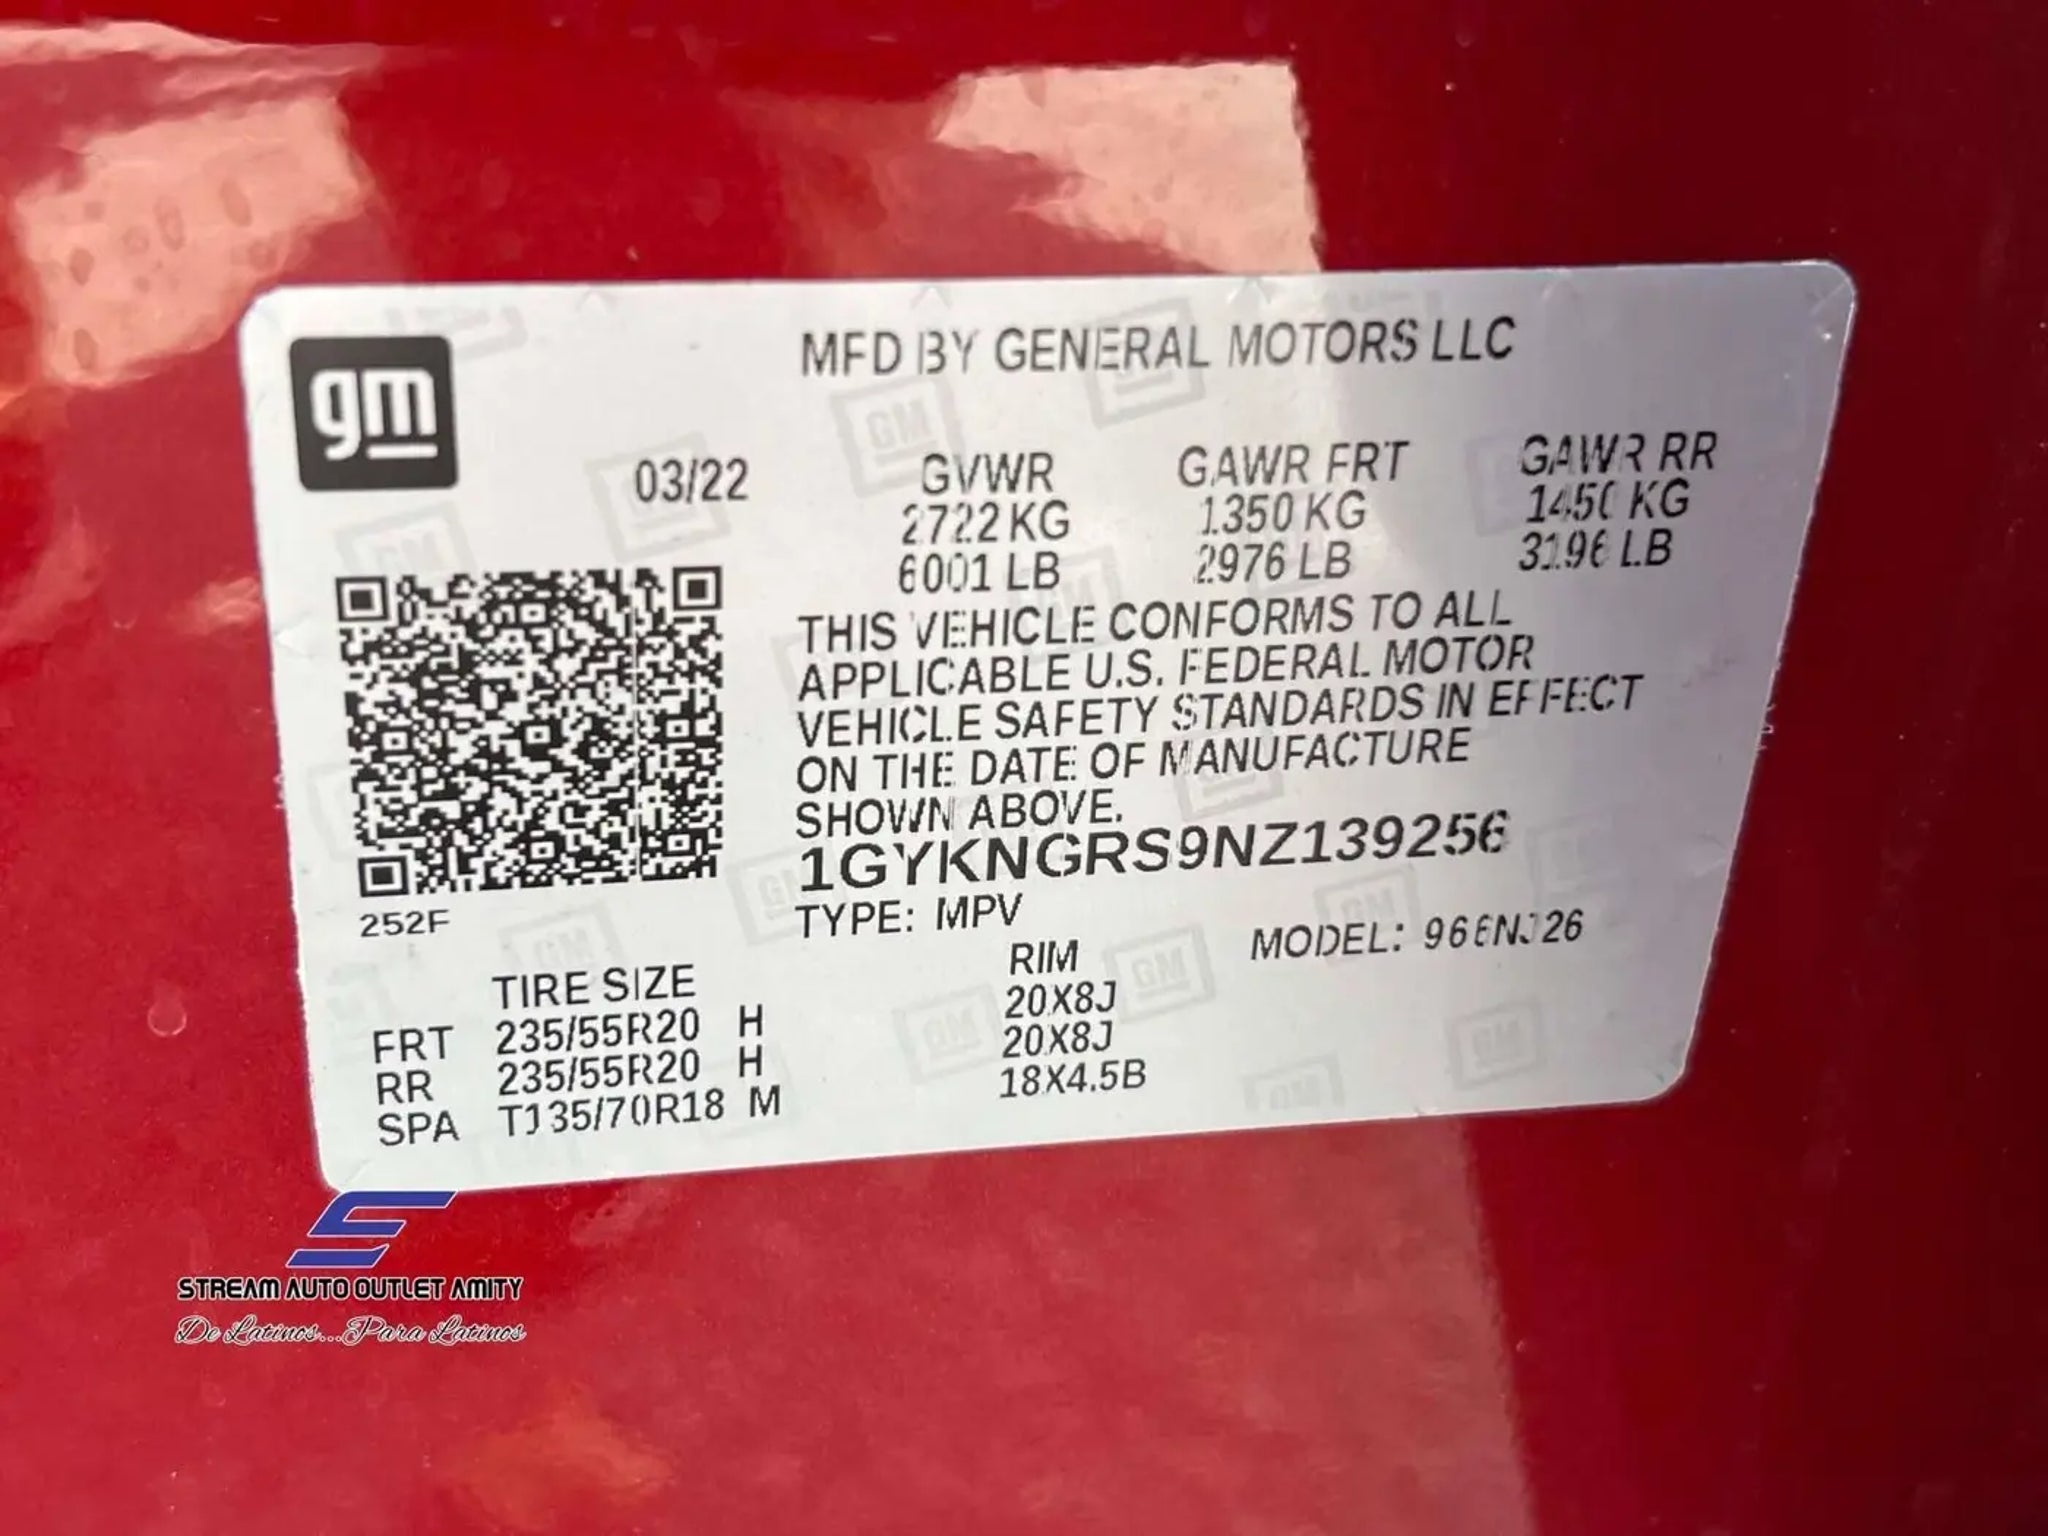 gm
MFD BY GENERAL MOTORS LLC
03/22 GVWR GAWR FRT GAWR RR
2722 KG 1350 KG 1450 KG
6001 LB 2976 LB 3196 LB
THIS VEHICLE CONFORMS TO ALL
APPLICABLE U.S. FEDERAL MOTOR
VEHICLE SAFETY STANDARDS IN EFFECT
ON THE DATE OF MANUFACTURE
SHOWN ABOVE.
1GYKNGRS9NZ139256
252F
TYPE: MPV MODEL: 966NJ26
TIRE SIZE RIM
FRT 235/55R20 H 20X8J
RR 235/55R20 H 20X8J
SPA T135/70R18 M 18X4.5B
STREAM AUTO OUTLET AMITY
De Latinos...Para Latinos